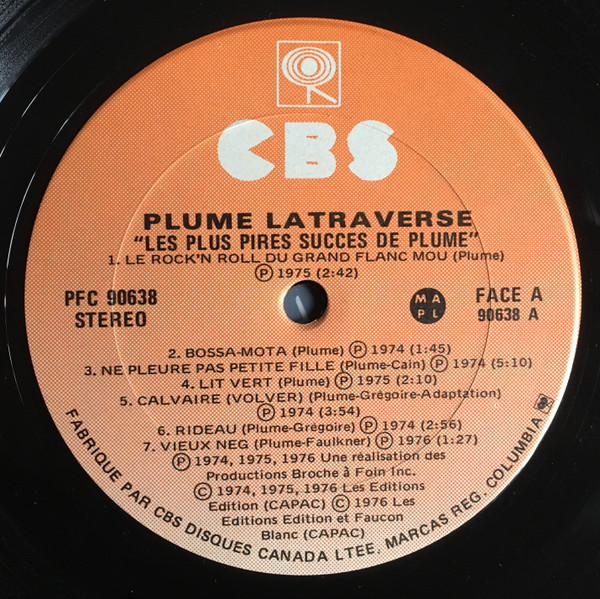 CBS
PLUME LATRAVERSE
"LES PLUS PIRES SUCCES DE PLUME"
1. LE ROCK'N ROLL DU GRAND FLANC MOU (Plume)
Ⓟ 1975 (2:42)
PFC 90638
STEREO
MAPL
FACE A
90638 A
2. BOSSA-MOTA (Plume) Ⓟ 1974 (1:45)
3. NE PLEURE PAS PETITE FILLE (Plume-Cain) Ⓟ 1974 (5:10)
4. LIT VERT (Plume) Ⓟ 1975 (2:10)
5. CALVAIRE (VOLVER) (Plume-Grégoire-Adaptation)
Ⓟ 1974 (3:54)
6. RIDEAU (Plume-Grégoire) Ⓟ 1974 (2:56)
7. VIEUX NEG (Plume-Faulkner) Ⓟ 1976 (1:27)
Ⓟ 1974, 1975, 1976 Une réalisation des
Productions Broche à Foin Inc.
© 1974, 1975, 1976 Les Editions
Edition (CAPAC) © 1976 Les
Editions Edition et Faucon
Blanc (CAPAC)
FABRIQUE PAR CBS DISQUES CANADA LTEE. MARCAS REG. COLUMBIA